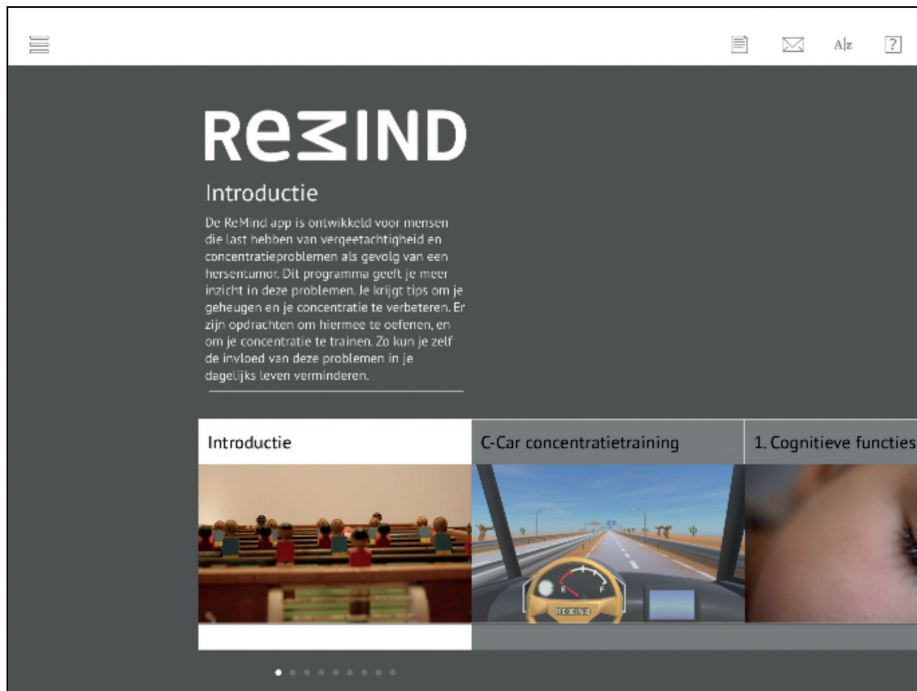 A|z
?
ReMIND
Introductie
De ReMind app is ontwikkeld voor mensen
die last hebben van vergeetachtigheid en
concentratieproblemen als gevolg van een
hersentumor. Dit programma geeft je meer
inzicht in deze problemen. Je krijgt tips om je
geheugen en je concentratie te verbeteren. Er
zijn opdrachten om hiermee te oefenen, en
om je concentratie te trainen. Zo kun je zelf
de invloed van deze problemen in je
dagelijks leven verminderen.
Introductie
C-Car concentratietraining
1. Cognitieve functies
E F
REMIND